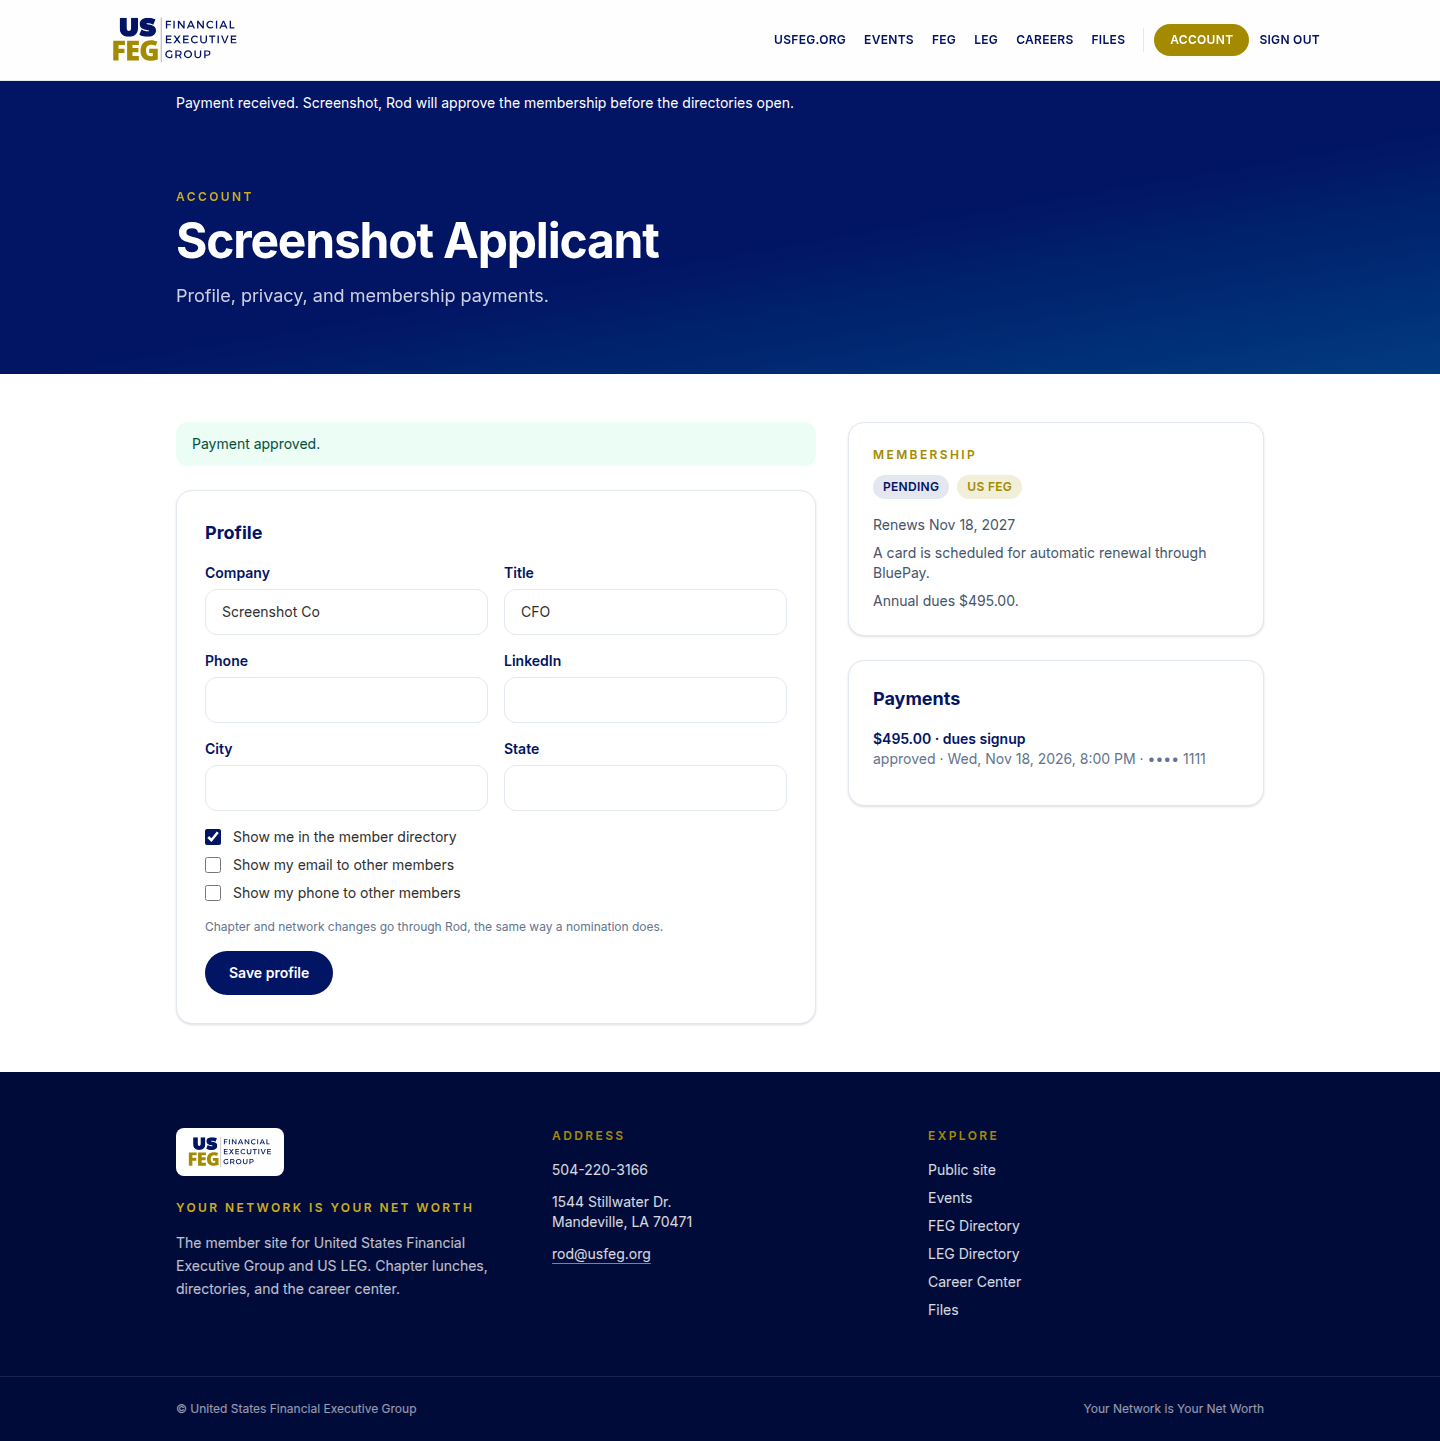 US FEG FINANCIAL EXECUTIVE GROUP
USFEG.ORG EVENTS FEG LEG CAREERS FILES ACCOUNT SIGN OUT
Payment received. Screenshot, Rod will approve the membership before the directories open.
ACCOUNT
Screenshot Applicant
Profile, privacy, and membership payments.
Payment approved.
Profile
Company Title
Screenshot Co CFO
Phone LinkedIn
City State
Show me in the member directory
Show my email to other members
Show my phone to other members
Chapter and network changes go through Rod, the same way a nomination does.
Save profile
MEMBERSHIP
PENDING US FEG
Renews Nov 18, 2027
A card is scheduled for automatic renewal through
BluePay.
Annual dues $495.00.
Payments
$495.00 · dues signup
approved · Wed, Nov 18, 2026, 8:00 PM · •••• 1111
US FEG FINANCIAL EXECUTIVE GROUP
YOUR NETWORK IS YOUR NET WORTH
The member site for United States Financial
Executive Group and US LEG. Chapter lunches,
directories, and the career center.
ADDRESS
504-220-3166
1544 Stillwater Dr.
Mandeville, LA 70471
rod@usfeg.org
EXPLORE
Public site
Events
FEG Directory
LEG Directory
Career Center
Files
© United States Financial Executive Group
Your Network is Your Net Worth